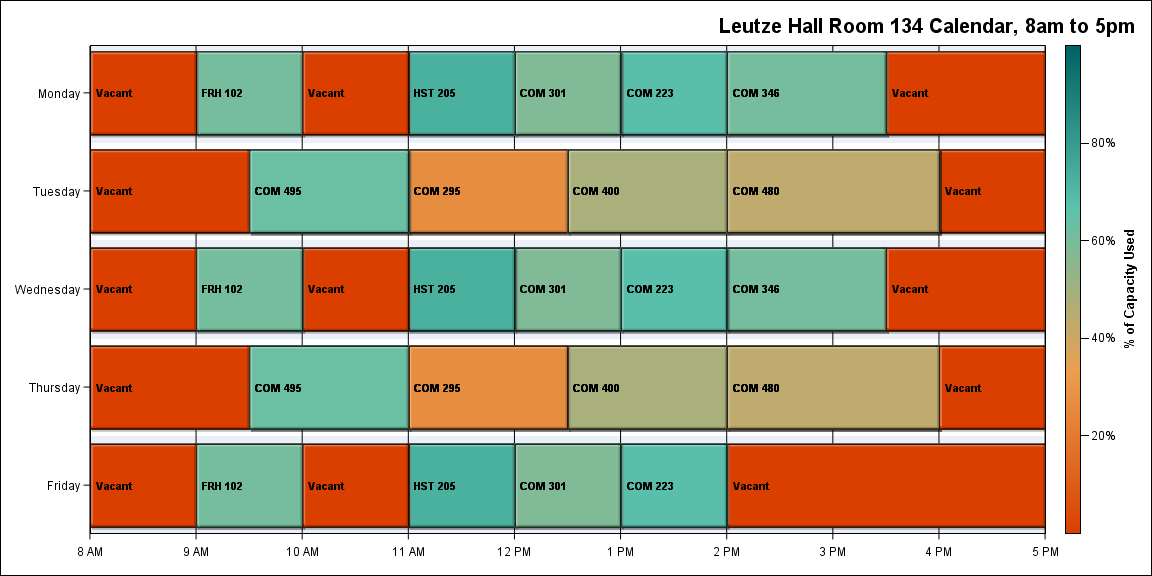 Leutze Hall Room 134 Calendar, 8am to 5pm
Monday
Vacant
FRH 102
Vacant
HST 205
COM 301
COM 223
COM 346
Vacant
Tuesday
Vacant
COM 495
COM 295
COM 400
COM 480
Vacant
Wednesday
Vacant
FRH 102
Vacant
HST 205
COM 301
COM 223
COM 346
Vacant
Thursday
Vacant
COM 495
COM 295
COM 400
COM 480
Vacant
Friday
Vacant
FRH 102
Vacant
HST 205
COM 301
COM 223
Vacant
8 AM
9 AM
10 AM
11 AM
12 PM
1 PM
2 PM
3 PM
4 PM
5 PM
80%
60%
40%
20%
% of Capacity Used